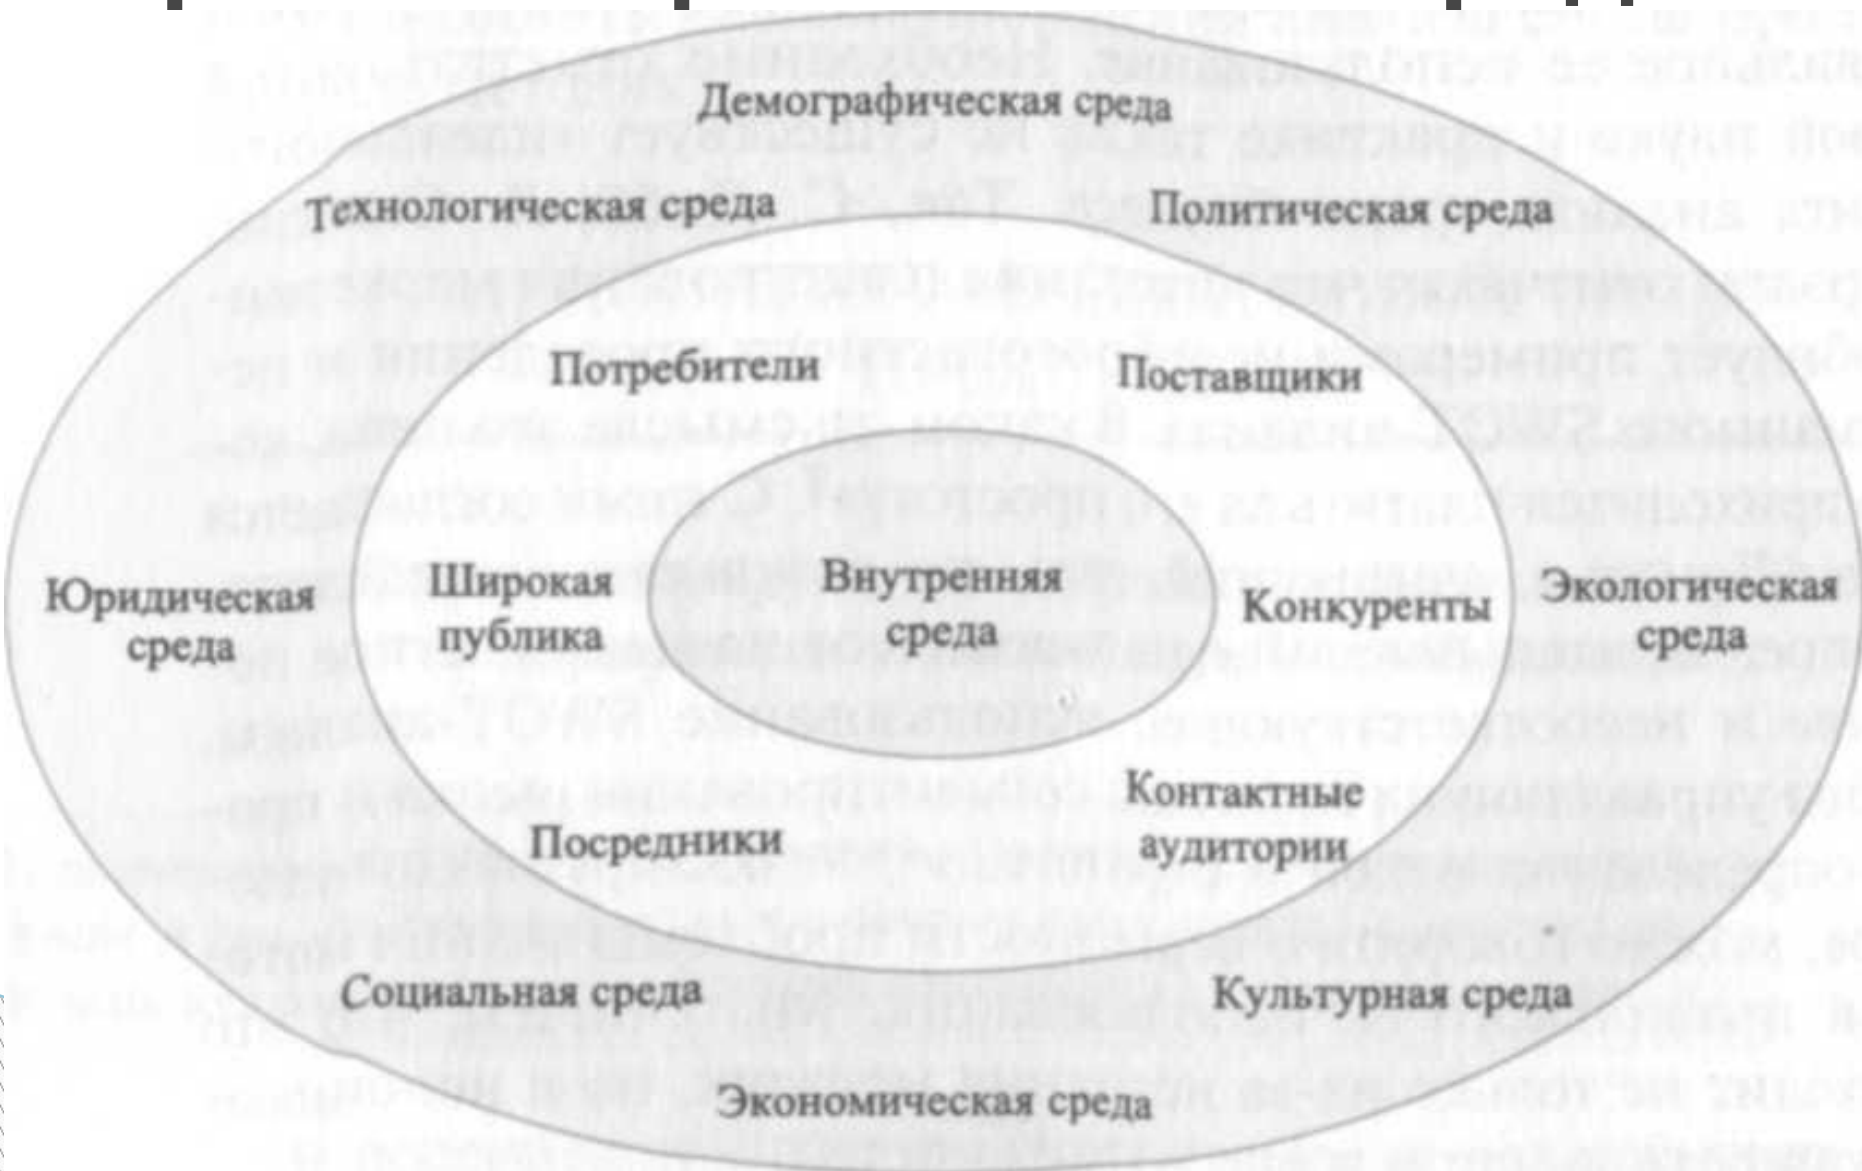 Демографическая среда
Технологическая среда
Политическая среда
Потребители
Поставщики
Юридическая
среда
Широкая
публика
Внутренняя
среда
Конкуренты
Экологическая
среда
Посредники
Контактные
аудитории
Социальная среда
Культурная среда
Экономическая среда